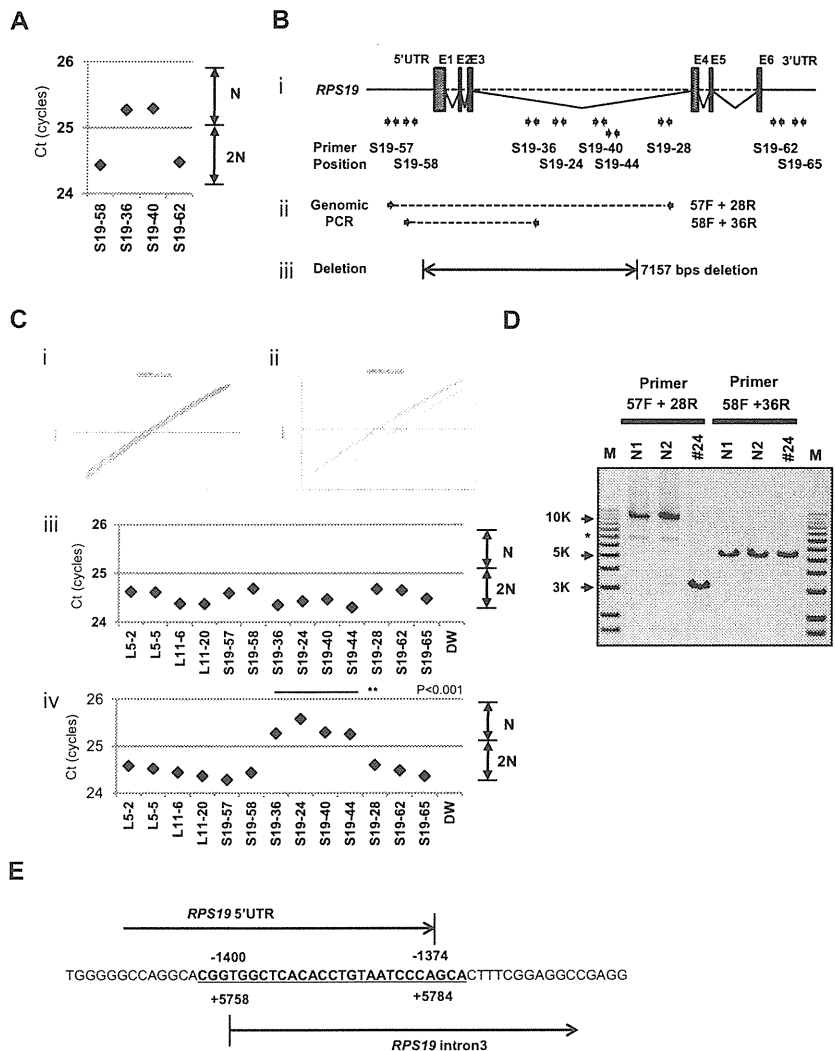 A
26
25
24
Ct (cycles)
N
2N
S19-58
S19-36
S19-40
S19-62
B
i
5'UTR
E1
E2
E3
E4
E5
E6
3'UTR
RPS19
Primer
Position
S19-57
S19-58
S19-36
S19-24
S19-40
S19-44
S19-28
S19-62
S19-65
ii
Genomic
PCR
57F + 28R
58F + 36R
iii
Deletion
7157 bps deletion
C
i
ii
iii
26
25
24
Ct (cycles)
N
2N
L5-2
L5-5
L11-6
L11-20
S19-57
S19-58
S19-36
S19-24
S19-40
S19-44
S19-28
S19-62
S19-65
DW
iv
**
P<0.001
26
25
24
Ct (cycles)
N
2N
L5-2
L5-5
L11-6
L11-20
S19-57
S19-58
S19-36
S19-24
S19-40
S19-44
S19-28
S19-62
S19-65
DW
D
Primer
57F + 28R
Primer
58F +36R
M
N1
N2
#24
N1
N2
#24
M
10K
*
5K
3K
E
RPS19 5'UTR
-1400
-1374
TGGGGGCCAGGCACGGTGGCTCACACCTGTAATCCCAGCACTTTCGGAGGCCGAGG
+5758
+5784
RPS19 intron3